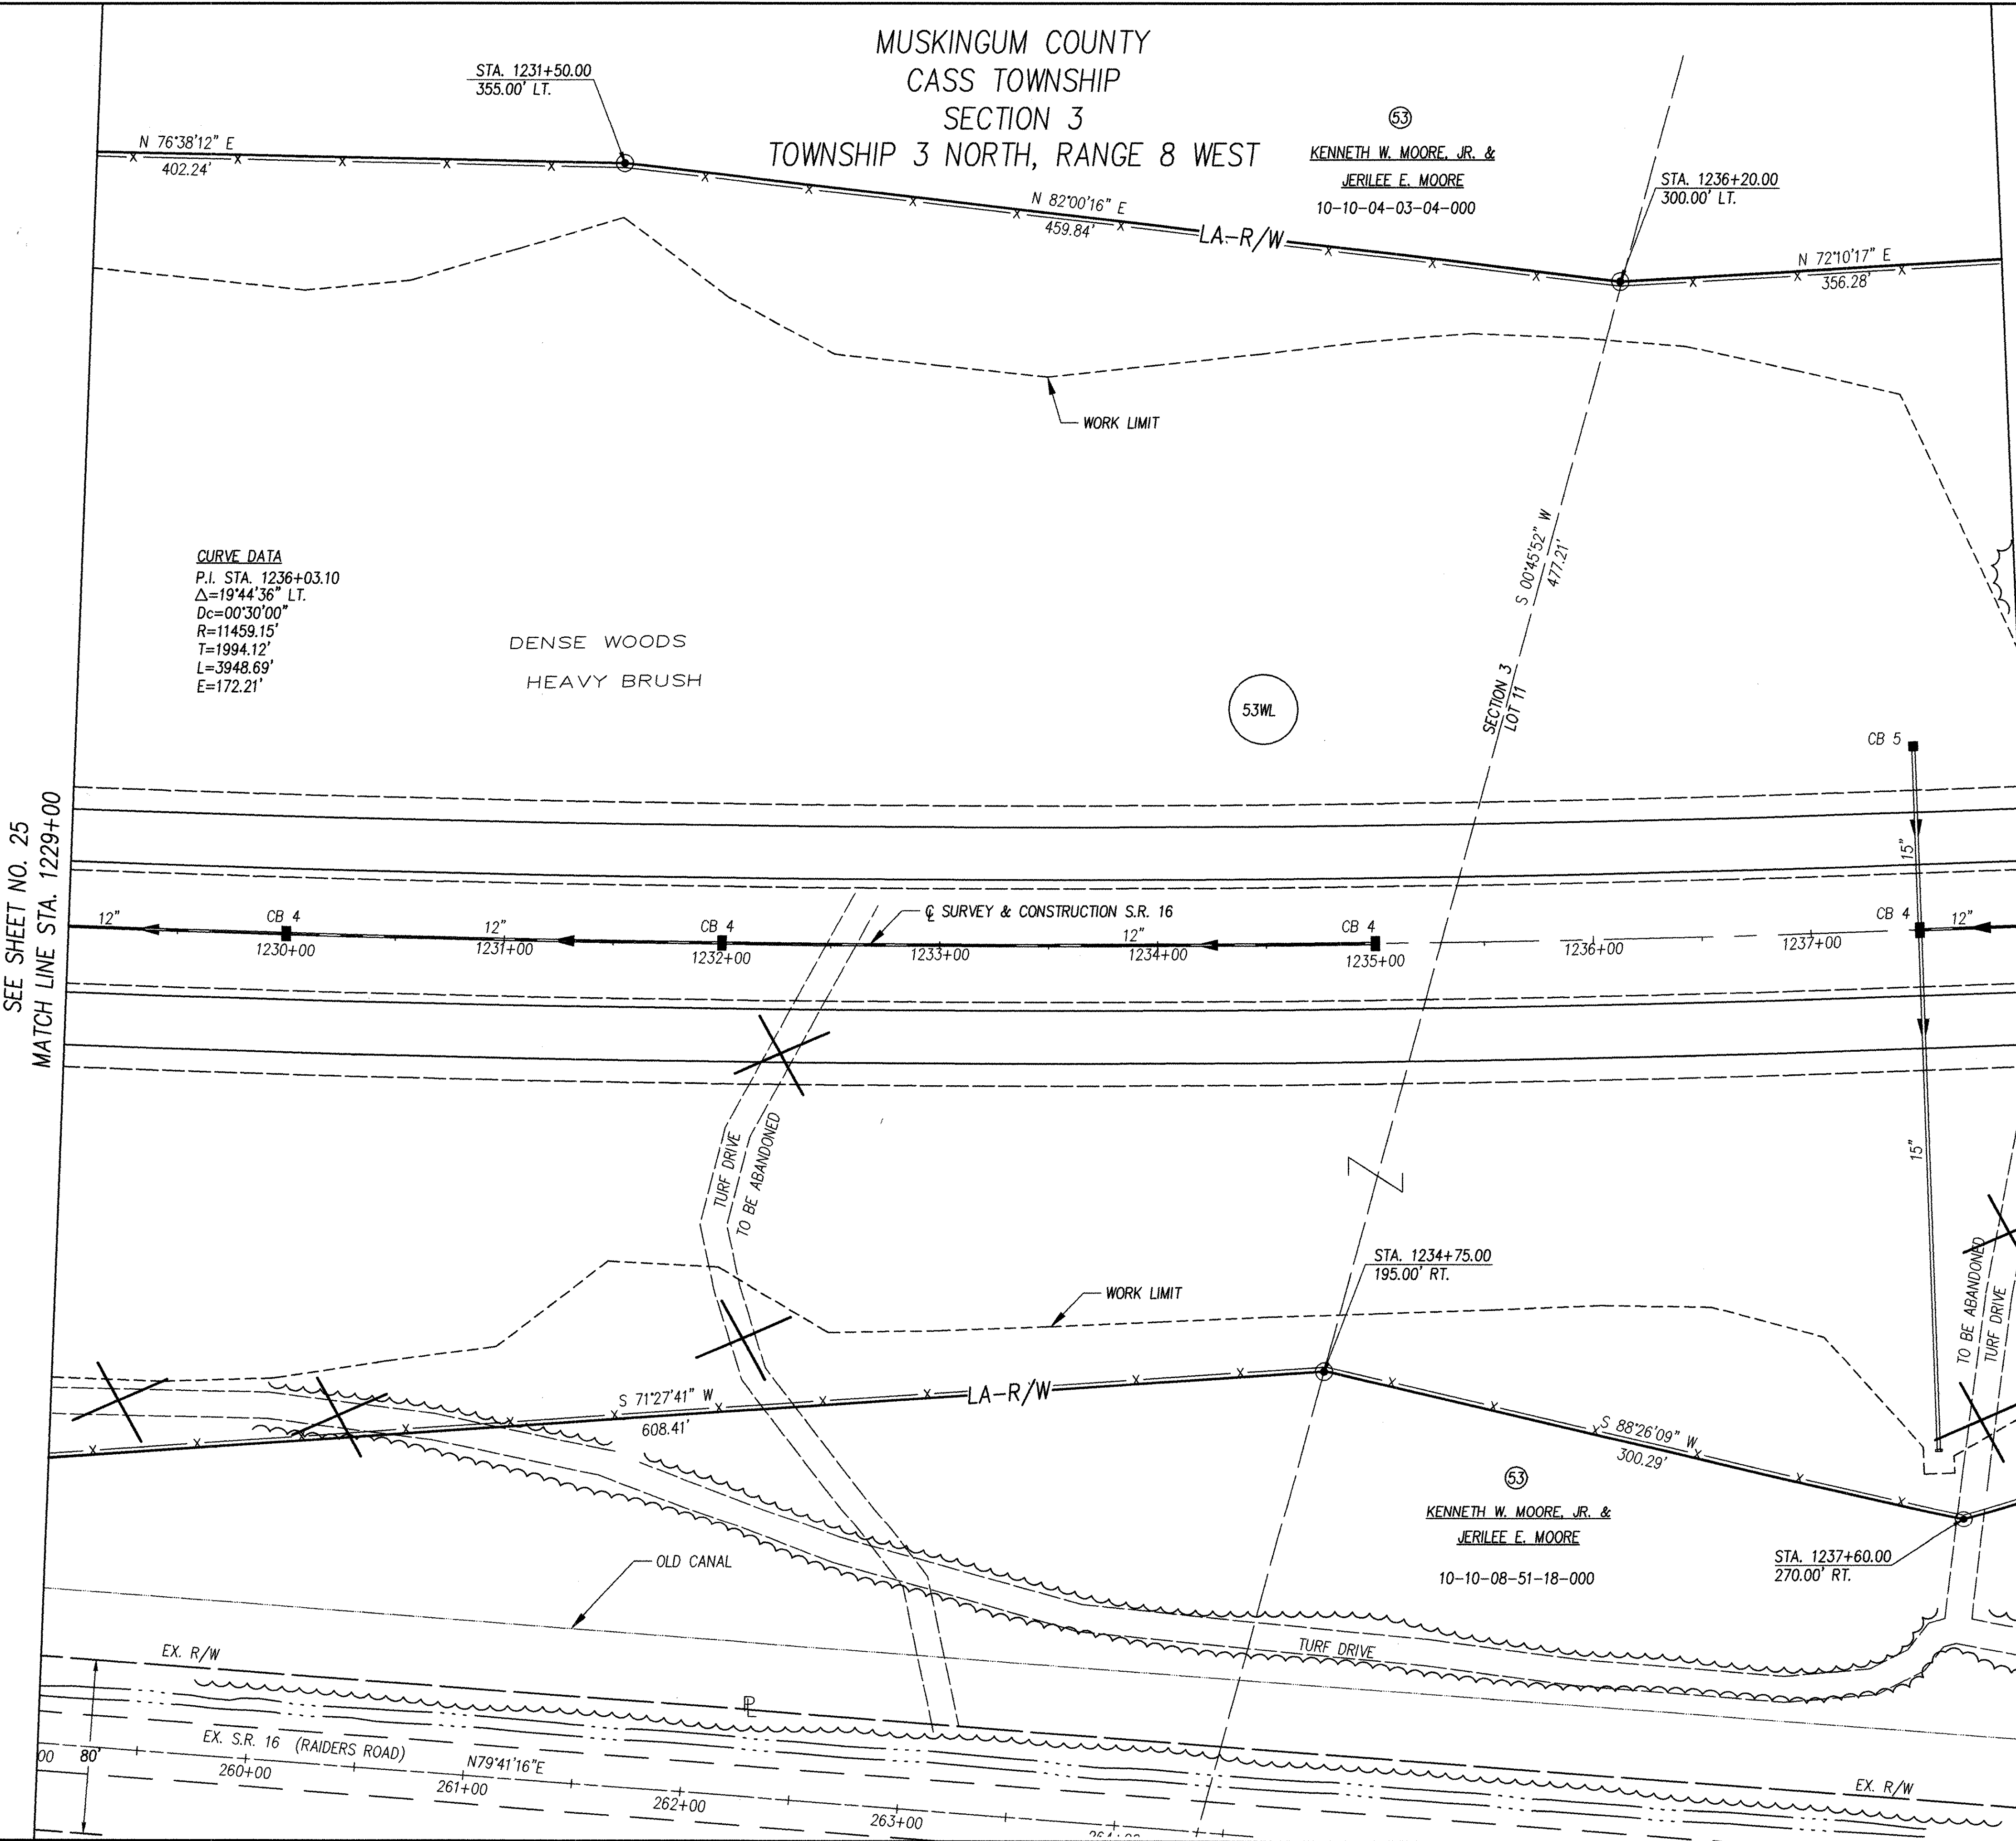 MUSKINGUM COUNTY
CASS TOWNSHIP
SECTION 3
TOWNSHIP 3 NORTH, RANGE 8 WEST
STA. 1231+50.00
355.00' LT.
53
KENNETH W. MOORE, JR. &
JERILEE E. MOORE
10-10-04-03-04-000
STA. 1236+20.00
300.00' LT.
N 76°38'12" E
402.24'
N 82°00'16" E
459.84'
LA-R/W
N 72°10'17" E
356.28'
WORK LIMIT
CURVE DATA
P.I. STA. 1236+03.10
Δ=19°44'36" LT.
Dc=00°30'00"
R=11459.15'
T=1994.12'
L=3948.69'
E=172.21'
DENSE WOODS
HEAVY BRUSH
S 00°45'52" W
477.21'
SECTION 3
LOT 11
53WL
CB 5
15"
SEE SHEET NO. 25
MATCH LINE STA. 1229+00
12"
CB 4
1230+00
12"
1231+00
CB 4
1232+00
℄ SURVEY & CONSTRUCTION S.R. 16
1233+00
12"
1234+00
CB 4
1235+00
1236+00
1237+00
CB 4
12"
15"
TURF DRIVE
TO BE ABANDONED
STA. 1234+75.00
195.00' RT.
WORK LIMIT
TO BE ABANDONED
TURF DRIVE
S 71°27'41" W
608.41'
LA-R/W
S 88°26'09" W
300.29'
53
KENNETH W. MOORE, JR. &
JERILEE E. MOORE
10-10-08-51-18-000
STA. 1237+60.00
270.00' RT.
OLD CANAL
TURF DRIVE
EX. R/W
PL
EX. S.R. 16 (RAIDERS ROAD)
N79°41'16"E
00
80'
260+00
261+00
262+00
263+00
EX. R/W